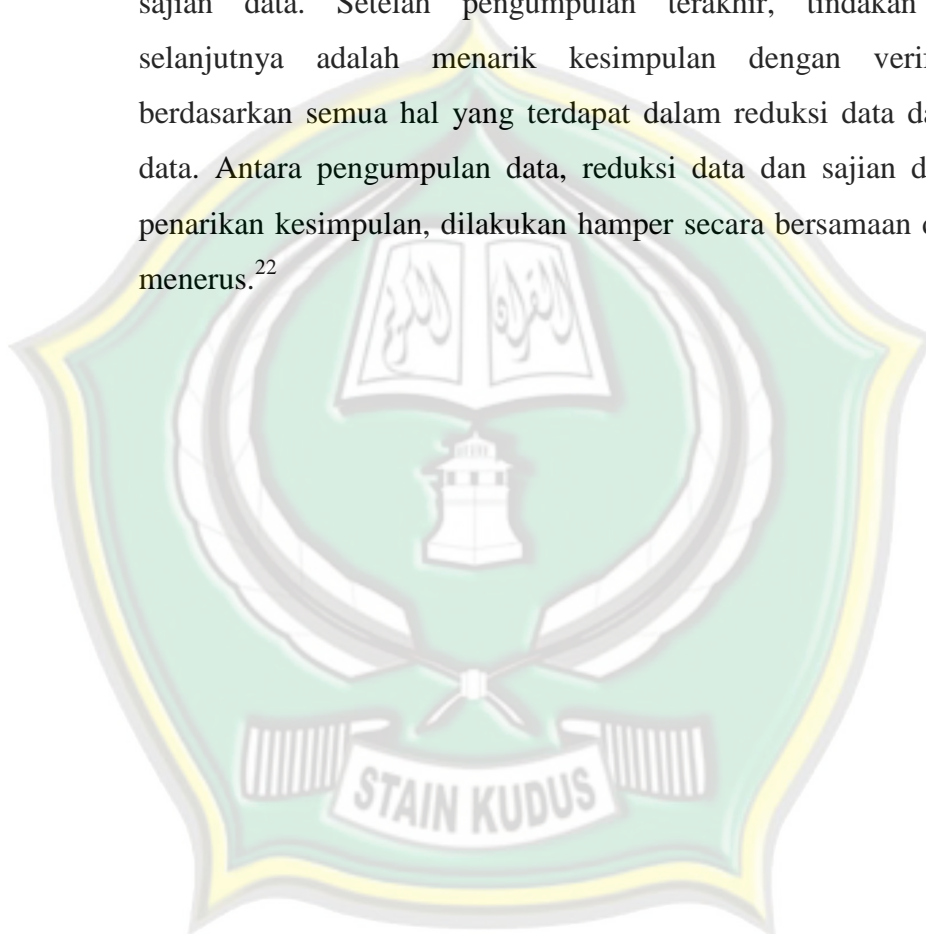 sajian data. Setelah pengumpulan terakhir, tindakan
selanjutnya adalah menarik kesimpulan dengan verif
berdasarkan semua hal yang terdapat dalam reduksi data da
data. Antara pengumpulan data, reduksi data dan sajian d
penarikan kesimpulan, dilakukan hamper secara bersamaan
menerus.22
القرآن
STAIN KUDUS